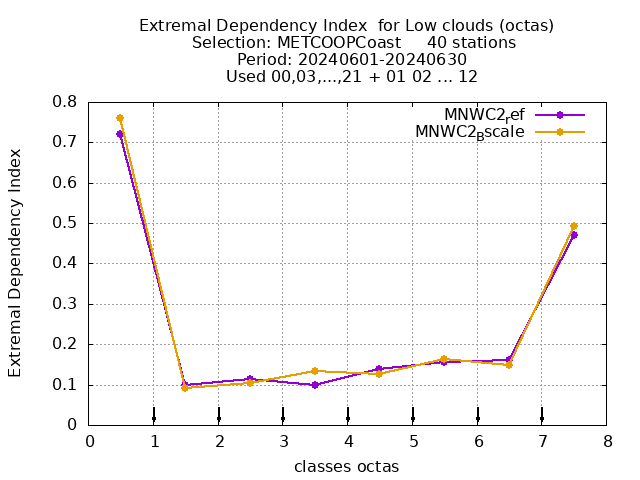 Extremal Dependency Index  for Low clouds (octas)
Selection: METCOOPCoast     40 stations
Period: 20240601-20240630
Used 00,03,...,21 + 01 02 ... 12
MNWC2ref
MNWC2Bscale
0.8
0.7
0.6
0.5
0.4
0.3
0.2
0.1
0
Extremal Dependency Index
0 1 2 3 4 5 6 7 8
classes octas